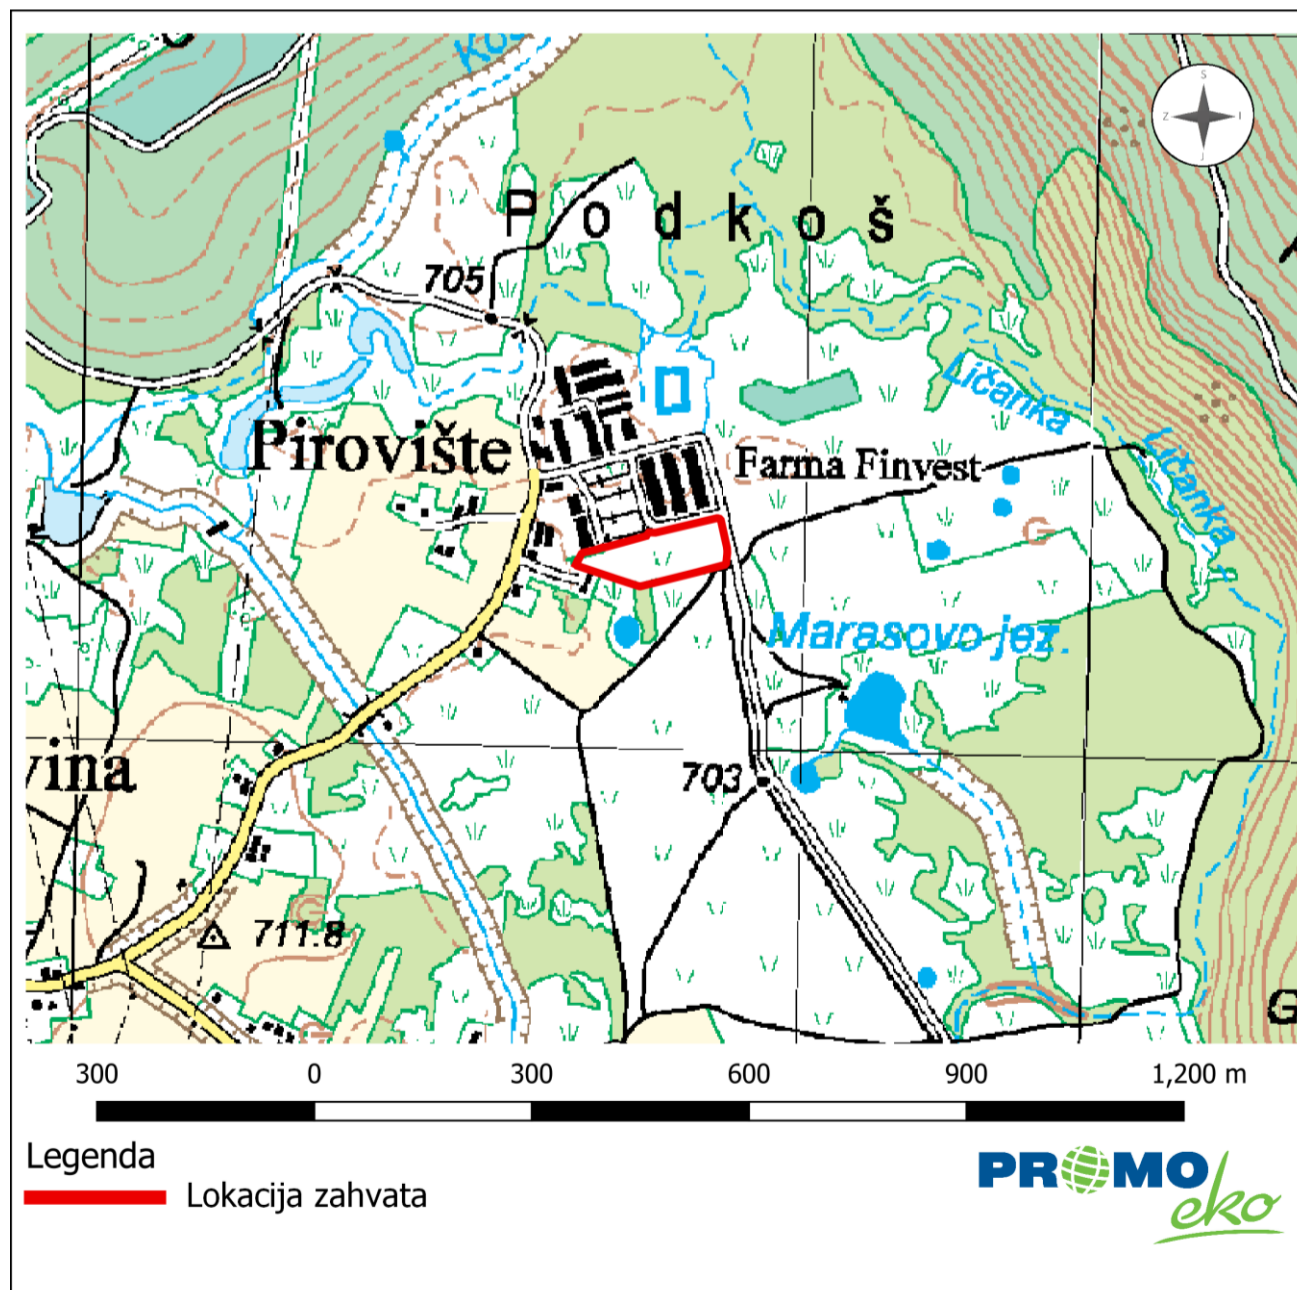 S
Z I
J
Podkoš
705
Ličanka
Ličanka
Pirovište
Farma Finvest
G
Marasovo jez.
vina
703
G
711.8
G
G
300 0 300 600 900 1,200 m
Legenda
Lokacija zahvata
PROMO
eko